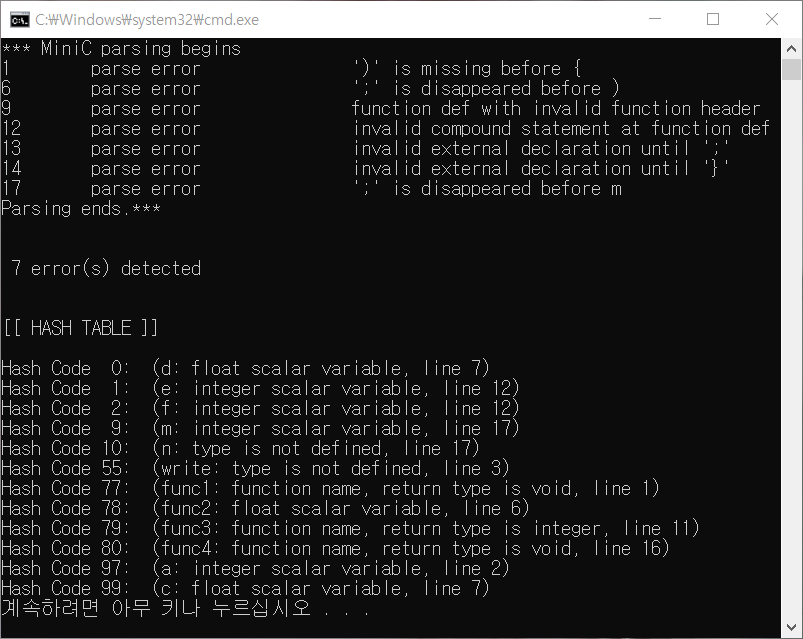 C:₩Windows₩system32₩cmd.exe
*** MiniC parsing begins
1 parse error ')' is missing before {
6 parse error ';' is disappeared before )
9 function def with invalid function header
12 parse error invalid compound statement at function def
13 parse error invalid external declaration until ';'
14 parse error invalid external declaration until '}'
17 parse error ';' is disappeared before m
Parsing ends.***
7 error(s) detected
[[ HASH TABLE ]]
Hash Code 0: (d: float scalar variable, line 7)
Hash Code 1: (e: integer scalar variable, line 12)
Hash Code 2: (f: integer scalar variable, line 12)
Hash Code 9: (m: integer scalar variable, line 17)
Hash Code 10: (n: type is not defined, line 17)
Hash Code 55: (write: type is not defined, line 3)
Hash Code 77: (func1: function name, return type is void, line 1)
Hash Code 78: (func2: float scalar variable, line 6)
Hash Code 79: (func3: function name, return type is integer, line 11)
Hash Code 80: (func4: function name, return type is void, line 16)
Hash Code 97: (a: integer scalar variable, line 2)
Hash Code 99: (c: float scalar variable, line 7)
계속하려면 아무 키나 누르십시오 . . .